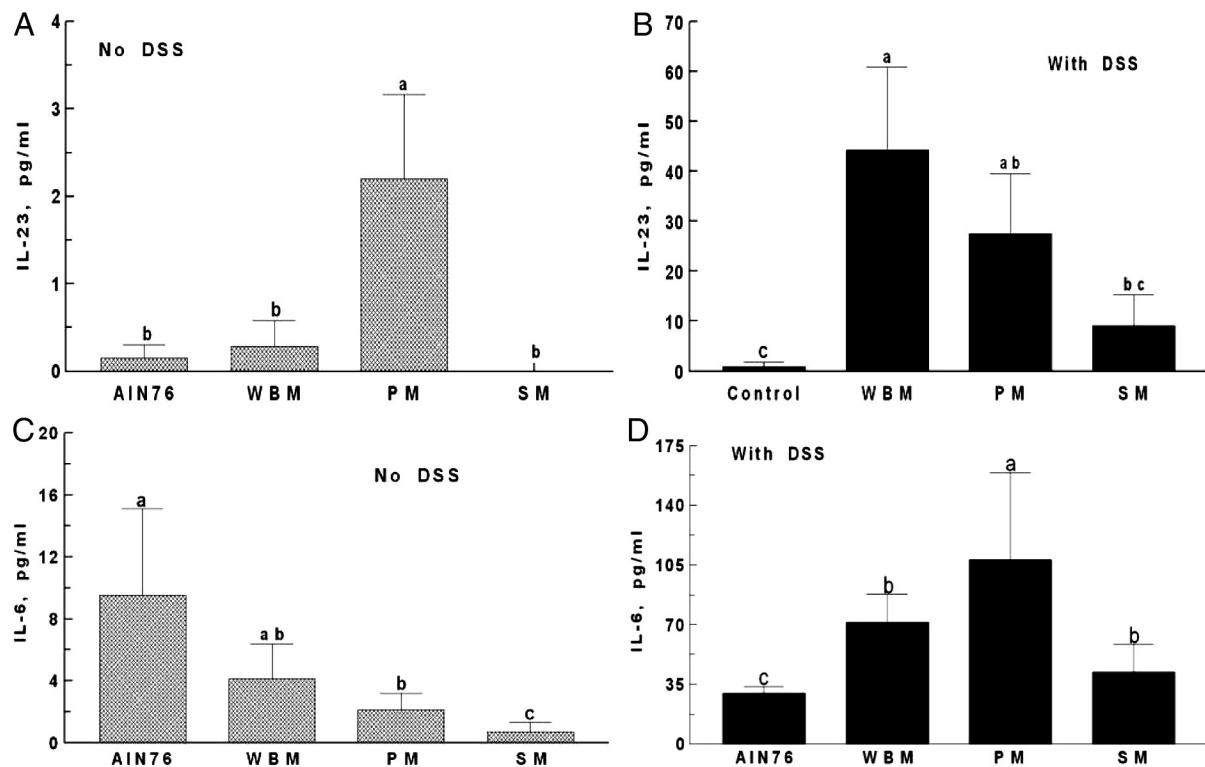 A
No DSS
IL-23, pg/ml
4
3
2
1
0
a
b
b
b
AIN76 WBM PM SM
B
With DSS
IL-23, pg/ml
70
60
50
40
30
20
10
0
a
a b
b c
c
Control WBM PM SM
C
No DSS
IL-6, pg/ml
20
16
12
8
4
0
a
a b
b
c
AIN76 WBM PM SM
D
With DSS
IL-6, pg/ml
175
140
105
70
35
0
a
b
b
c
AIN76 WBM PM SM